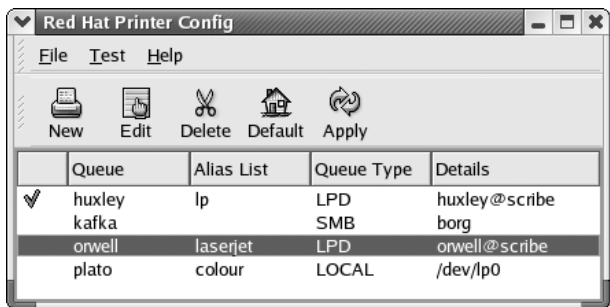 Red Hat Printer Config
File Test Help
New Edit Delete Default Apply
Queue Alias List Queue Type Details
huxley lp LPD huxley@scribe
kafka SMB borg
orwell laserjet LPD orwell@scribe
plato colour LOCAL /dev/lp0